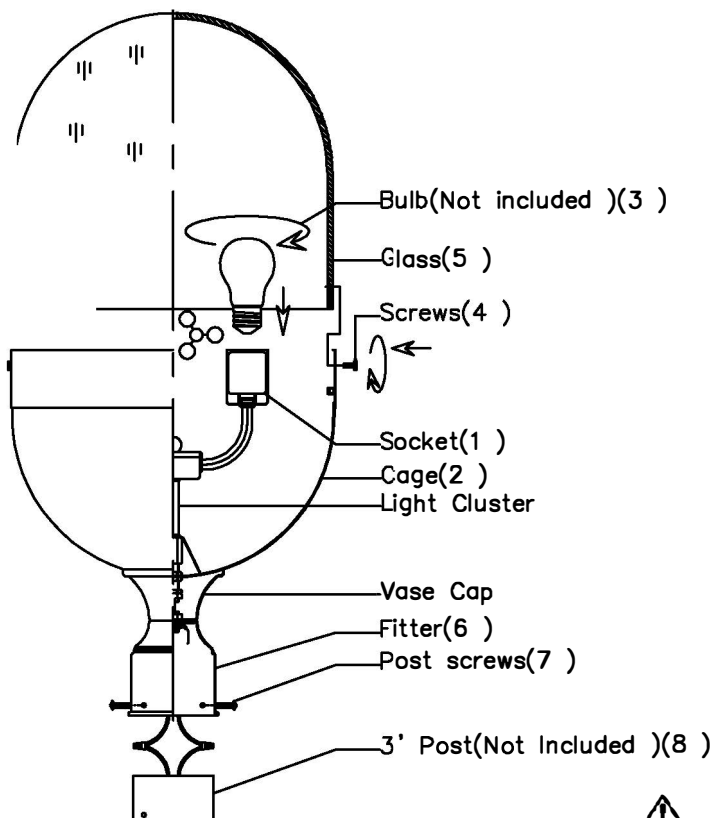 Bulb(Not included )(3 )
Glass(5 )
Screws(4 )
Socket(1 )
Cage(2 )
Light Cluster
Vase Cap
Fitter(6 )
Post screws(7 )
3' Post(Not Included )(8 )